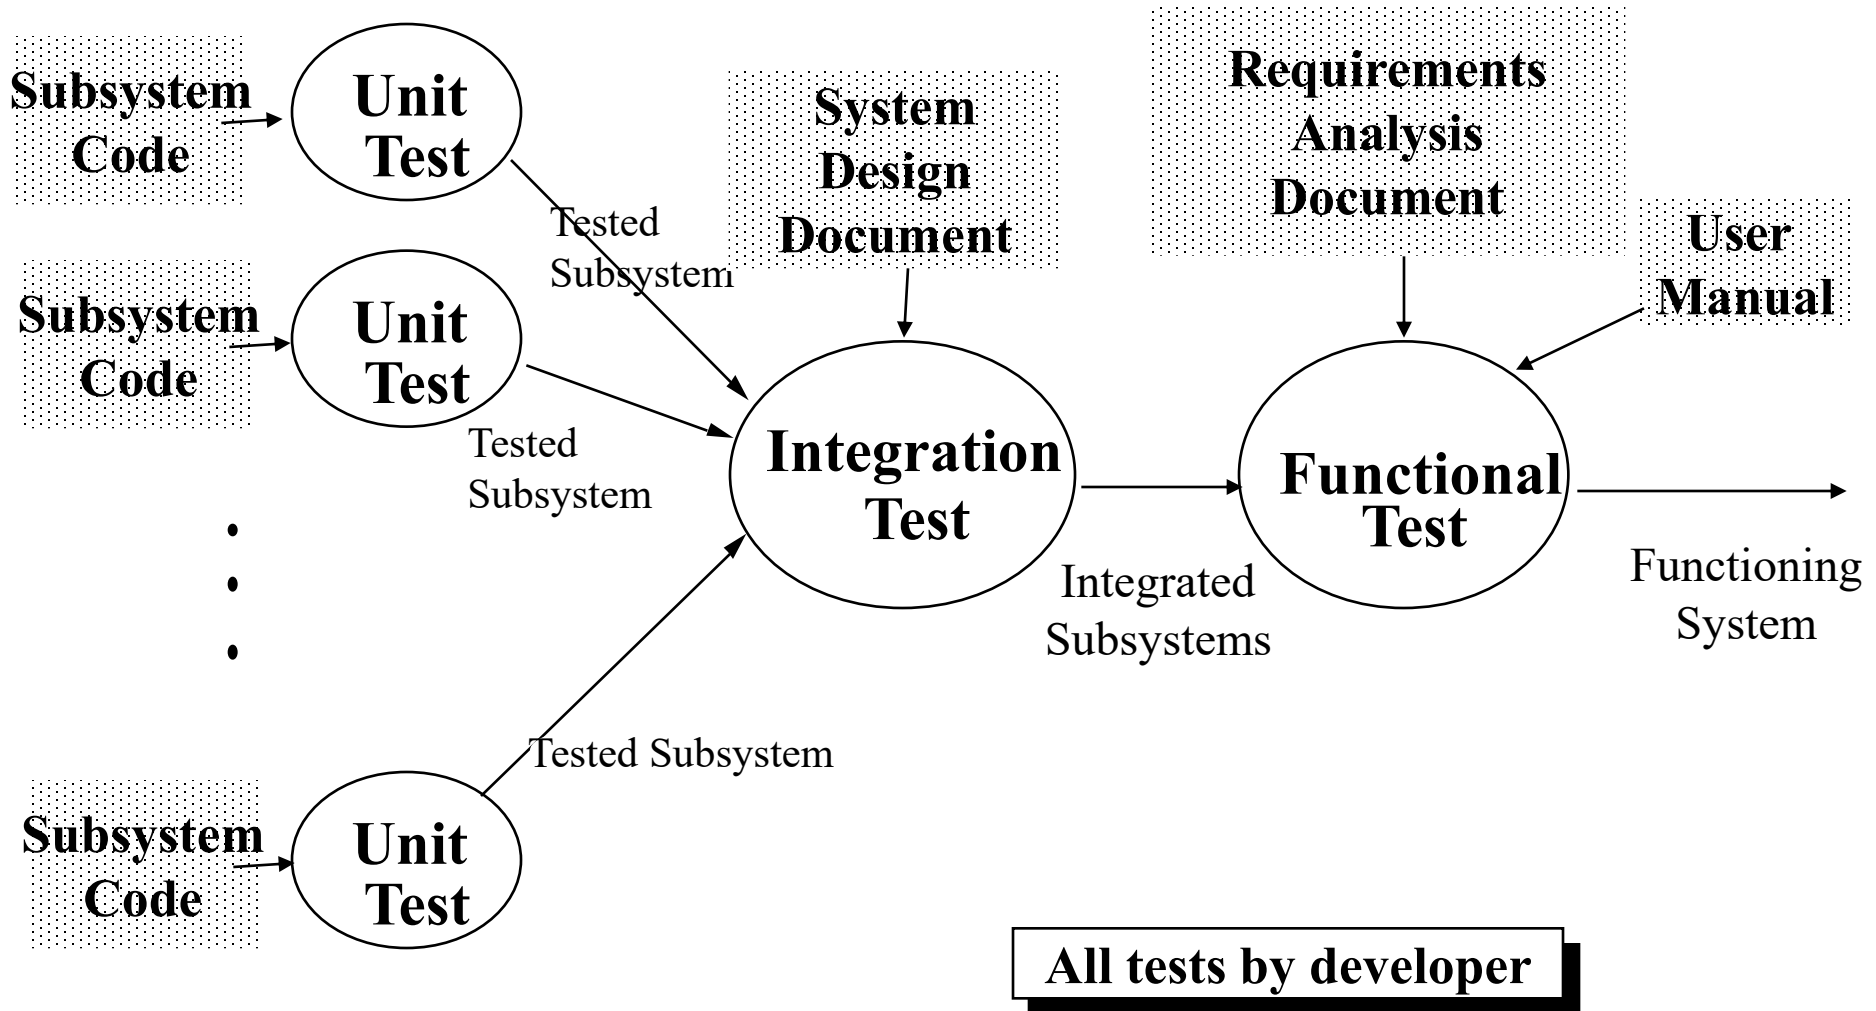 Subsystem
Code
Unit
Test
Tested
Subsystem
System
Design
Document
Requirements
Analysis
Document
User
Manual
Subsystem
Code
Unit
Test
Tested
Subsystem
Integration
Test
Functional
Test
Integrated
Subsystems
Functioning
System
Tested Subsystem
Subsystem
Code
Unit
Test
All tests by developer